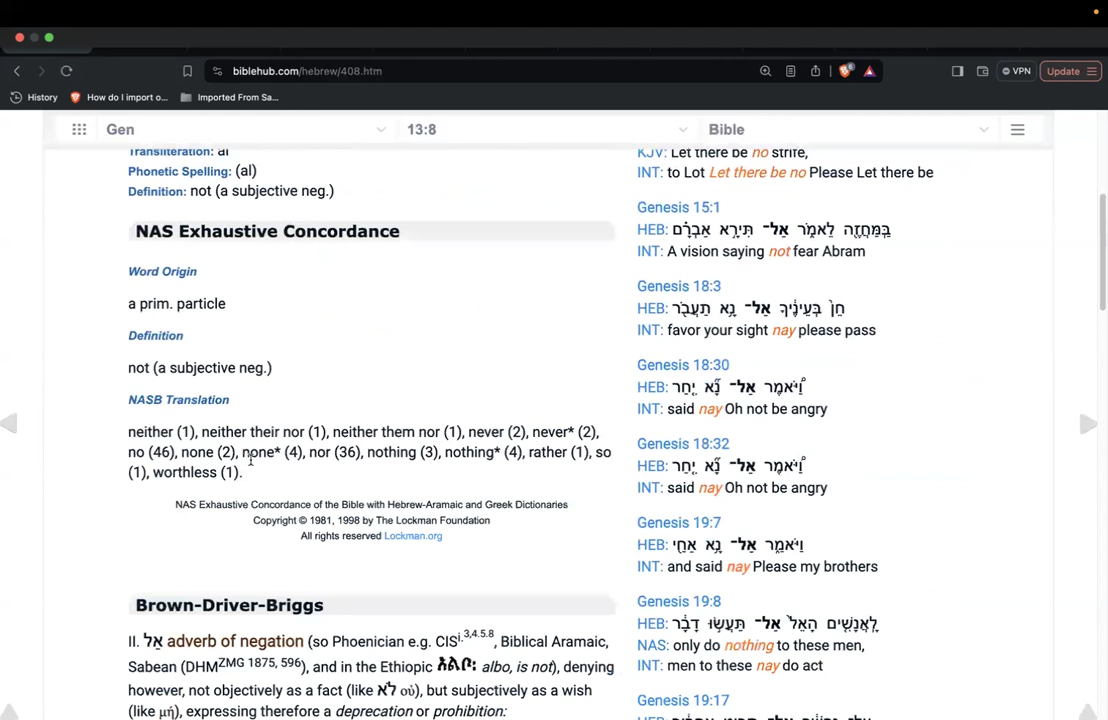 biblehub.com/hebrew/408.htm
VPN
Update
History
How do I import o...
Imported From Sa...
Gen
13:8
Bible
Transliteration: al
Phonetic Spelling: (al)
Definition: not (a subjective neg.)
NAS Exhaustive Concordance
Word Origin
a prim. particle
Definition
not (a subjective neg.)
NASB Translation
neither (1), neither their nor (1), neither them nor (1), never (2), never* (2),
no (46), none (2), none* (4), nor (36), nothing (3), nothing* (4), rather (1), so
(1), worthless (1).
NAS Exhaustive Concordance of the Bible with Hebrew-Aramaic and Greek Dictionaries
Copyright © 1981, 1998 by The Lockman Foundation
All rights reserved Lockman.org
Brown-Driver-Briggs
II. אַל adverb of negation (so Phoenician e.g. CISi.3,4.5.8, Biblical Aramaic,
Sabean (DHMZMG 1875, 596), and in the Ethiopic አልቦ፡ albo, is not), denying
however, not objectively as a fact (like לֹא οὐ), but subjectively as a wish
(like μή), expressing therefore a deprecation or prohibition:
KJV: Let there be no strife,
INT: to Lot Let there be no Please Let there be
Genesis 15:1
HEB: בַּֽמַּחֲזֶ֖ה לֵאמֹ֑ר אַל־ תִּירָ֣א אַבְרָ֗ם
INT: A vision saying not fear Abram
Genesis 18:3
HEB: חֵן֙ בְּעֵינֶ֔יךָ אַל־ נָ֥א תַעֲבֹ֖ר
INT: favor your sight nay please pass
Genesis 18:30
HEB: וַ֠יֹּאמֶר אַל־ נָ֞א יִ֤חַר
INT: said nay Oh not be angry
Genesis 18:32
HEB: וַ֠יֹּאמֶר אַל־ נָ֞א יִ֤חַר
INT: said nay Oh not be angry
Genesis 19:7
HEB: וַיֹּאמַ֑ר אַל־ נָ֥א אַחַ֖י
INT: and said nay Please my brothers
Genesis 19:8
HEB: לָֽאֲנָשִׁ֤ים הָאֵל֙ אַל־ תַּעֲשׂ֣וּ דָבָ֔ר
NAS: only do nothing to these men,
INT: men to these nay do act
Genesis 19:17